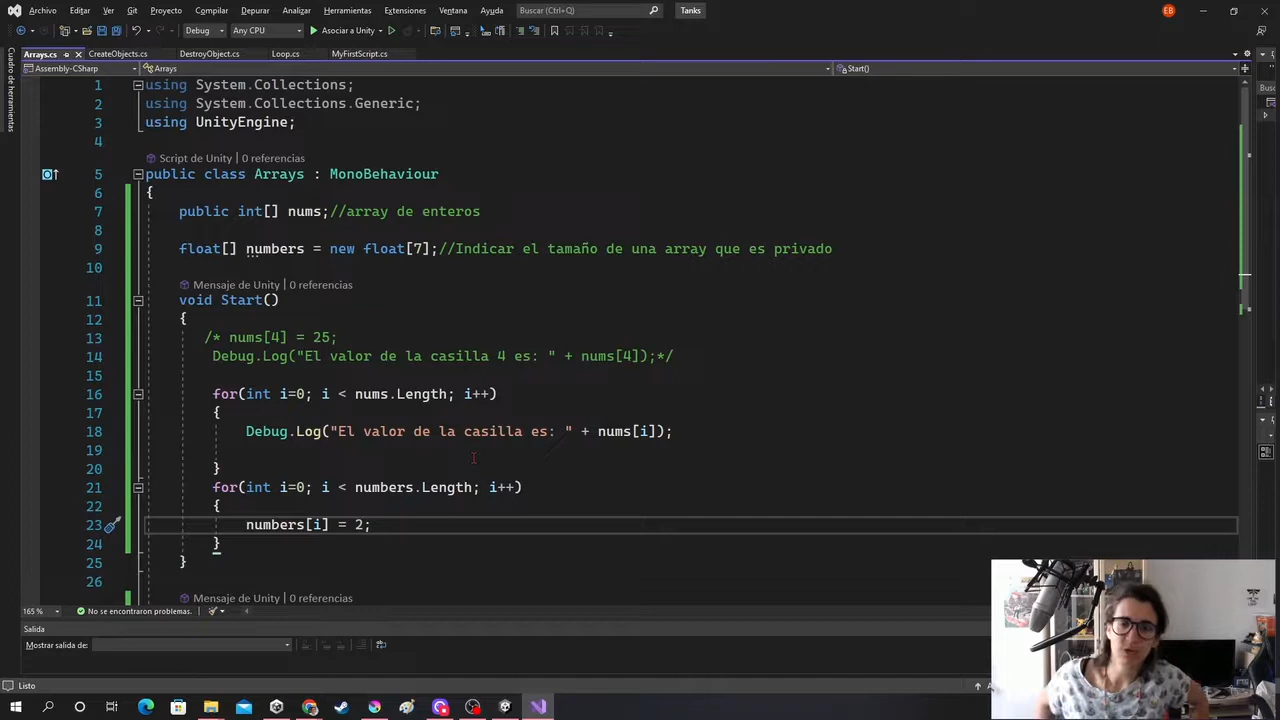 Archivo Editar Ver Git Proyecto Compilar Depurar Analizar Herramientas Extensiones Ventana Ayuda Buscar (Ctrl+Q) Tanks EB
Debug Any CPU Asociar a Unity
Arrays.cs CreateObjects.cs DestroyObject.cs Loop.cs MyFirstScript.cs
Assembly-CSharp Arrays Start()
Cuadro de herramientas
Busc
1 using System.Collections;
2 using System.Collections.Generic;
3 using UnityEngine;
4
Script de Unity | 0 referencias
5 public class Arrays : MonoBehaviour
6 {
7 public int[] nums;//array de enteros
8
9 float[] numbers = new float[7];//Indicar el tamaño de una array que es privado
10
Mensaje de Unity | 0 referencias
11 void Start()
12 {
13 /* nums[4] = 25;
14 Debug.Log("El valor de la casilla 4 es: " + nums[4]);*/
15
16 for(int i=0; i < nums.Length; i++)
17 {
18 Debug.Log("El valor de la casilla es: " + nums[i]);
19
20 }
21 for(int i=0; i < numbers.Length; i++)
22 {
23 numbers[i] = 2;
24 }
25 }
26
Mensaje de Unity | 0 referencias
165 % No se encontraron problemas.
Salida
Mostrar salida de:
Listo